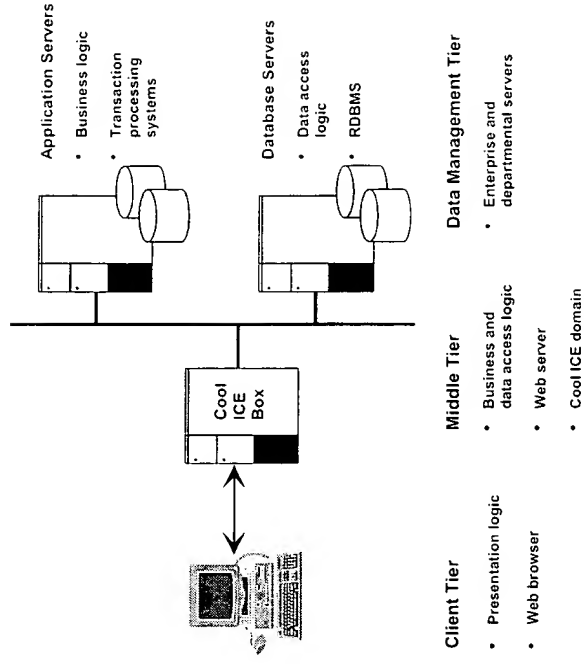 Application Servers
• Business logic
• Transaction
processing
systems
Database Servers
• Data access
logic
• RDBMS
Cool
ICE
Box
Client Tier
• Presentation logic
• Web browser
Middle Tier
• Business and
data access logic
• Web server
• Cool ICE domain
Data Management Tier
• Enterprise and
departmental servers